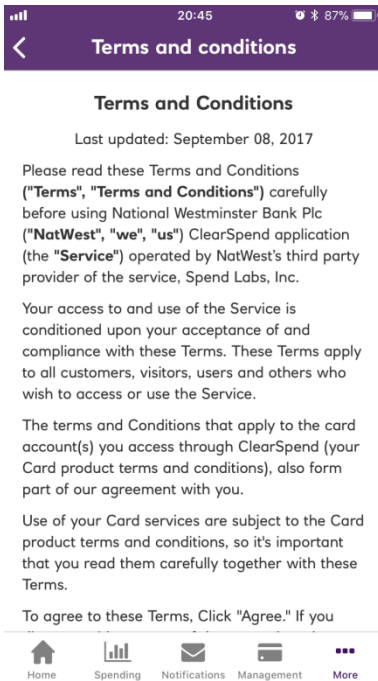 20:45
87%
Terms and conditions
Terms and Conditions
Last updated: September 08, 2017
Please read these Terms and Conditions
("Terms", "Terms and Conditions") carefully
before using National Westminster Bank Plc
("NatWest", "we", "us") ClearSpend application
(the "Service") operated by NatWest's third party
provider of the service, Spend Labs, Inc.
Your access to and use of the Service is
conditioned upon your acceptance of and
compliance with these Terms. These Terms apply
to all customers, visitors, users and others who
wish to access or use the Service.
The terms and Conditions that apply to the card
account(s) you access through ClearSpend (your
Card product terms and conditions), also form
part of our agreement with you.
Use of your Card services are subject to the Card
product terms and conditions, so it's important
that you read them carefully together with these
Terms.
To agree to these Terms, Click "Agree." If you
Home
Spending
Notifications
Management
More